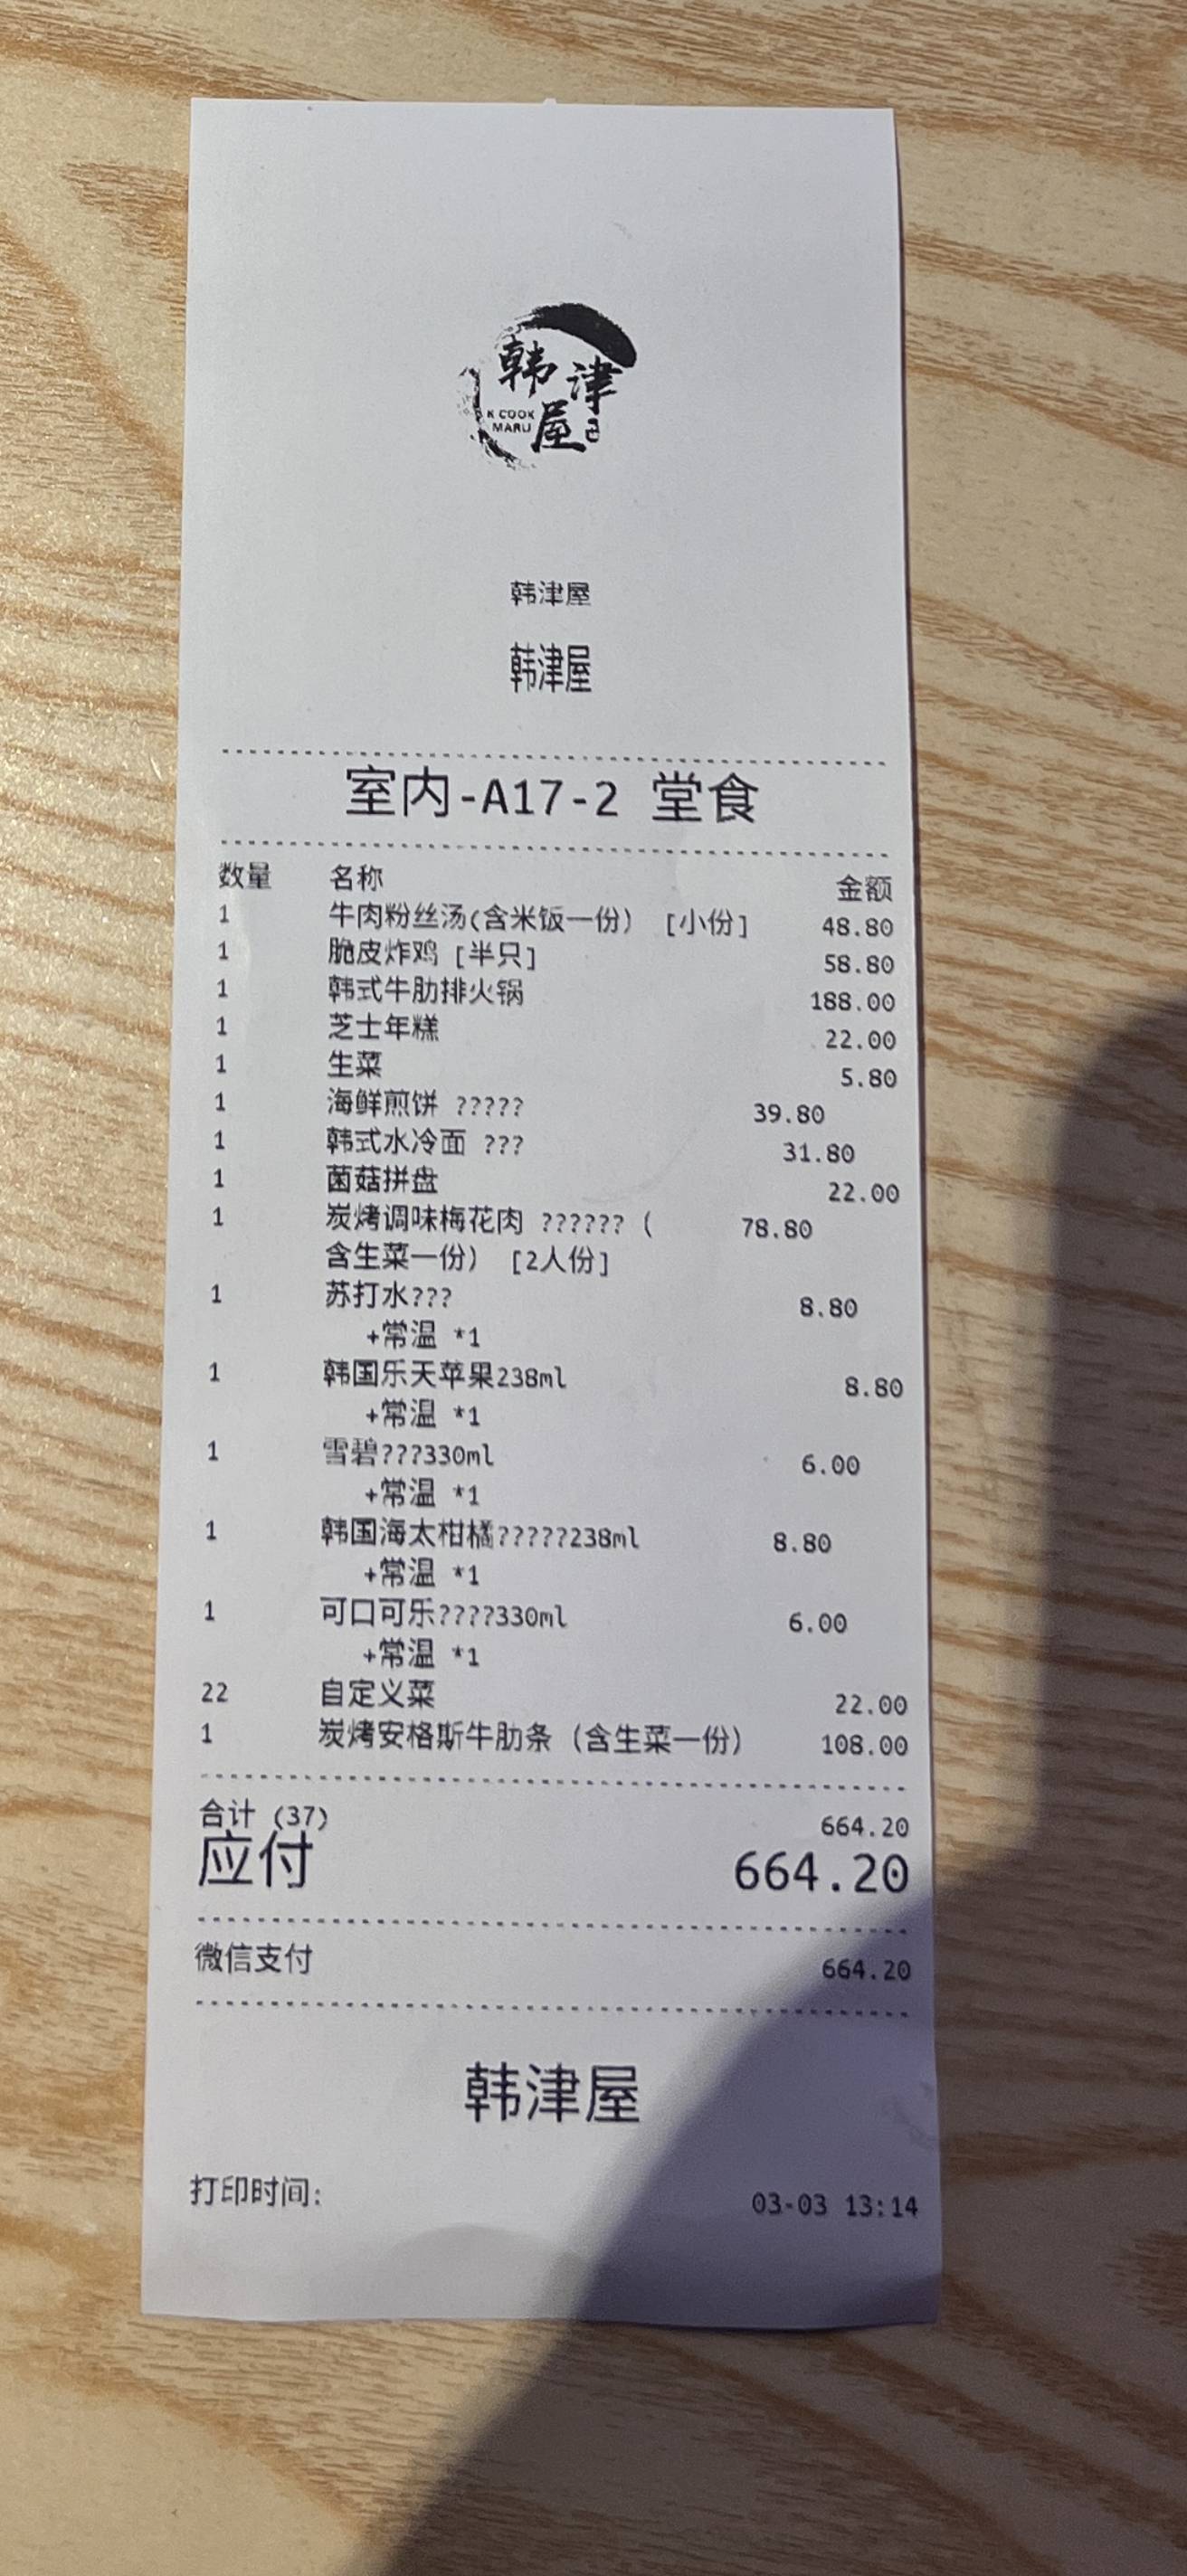 韩津屋
K COOK
MARU
韩津屋
韩津屋
室内-A17-2 堂食
数量 名称 金额
1 牛肉粉丝汤(含米饭一份) [小份] 48.80
1 脆皮炸鸡 [半只] 58.80
1 韩式牛肋排火锅 188.00
1 芝士年糕 22.00
1 生菜 5.80
1 海鲜煎饼 ????? 39.80
1 韩式水冷面 ??? 31.80
1 菌菇拼盘 22.00
1 炭烤调味梅花肉 ?????? ( 78.80
含生菜一份) [2人份]
1 苏打水??? 8.80
+常温 *1
1 韩国乐天苹果238ml 8.80
+常温 *1
1 雪碧???330ml 6.00
+常温 *1
1 韩国海太柑橘?????238ml 8.80
+常温 *1
1 可口可乐????330ml 6.00
+常温 *1
22 自定义菜 22.00
1 炭烤安格斯牛肋条 (含生菜一份) 108.00
合计 (37) 664.20
应付 664.20
微信支付 664.20
韩津屋
打印时间: 03-03 13:14